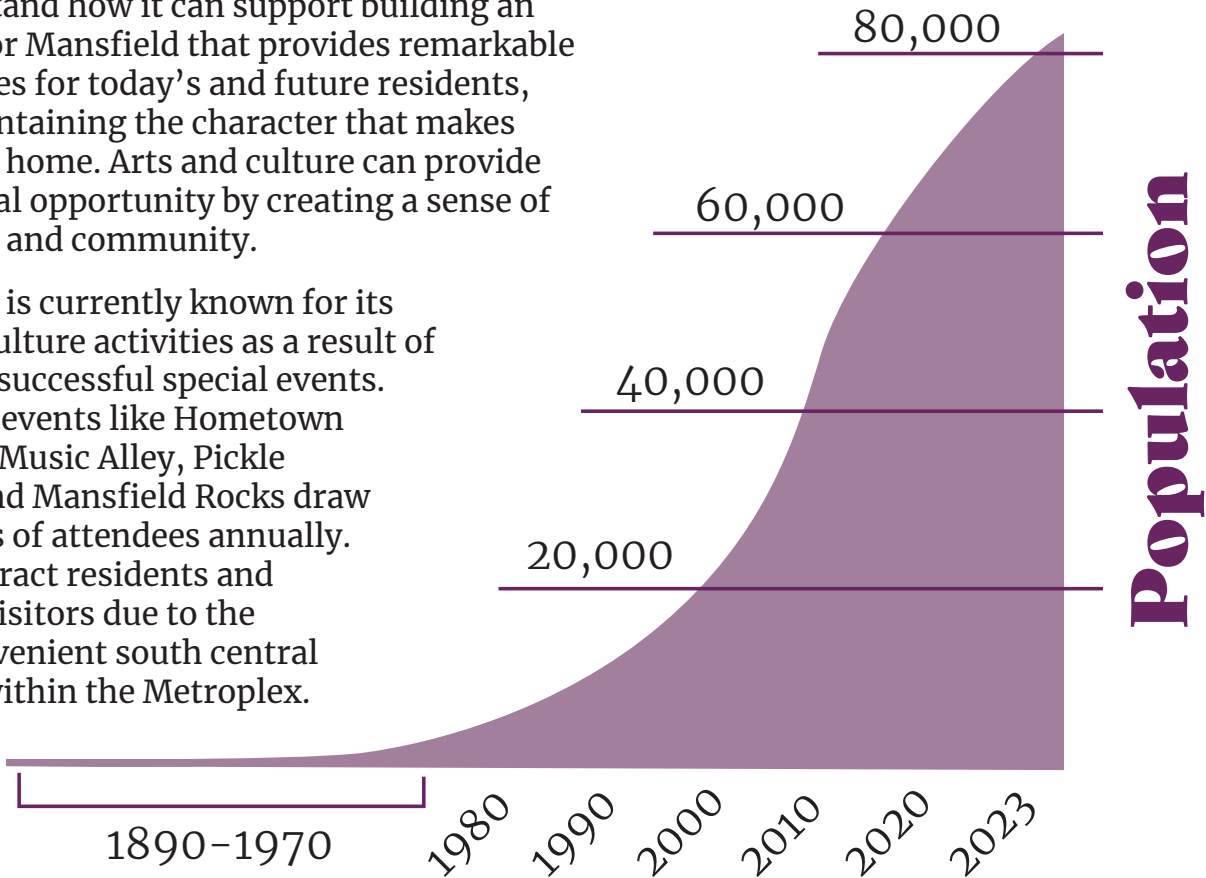 tand how it can support building an
or Mansfield that provides remarkable
es for today’s and future residents,
ntaining the character that makes
home. Arts and culture can provide
al opportunity by creating a sense of
and community.
is currently known for its
ulture activities as a result of
successful special events.
events like Hometown
Music Alley, Pickle
nd Mansfield Rocks draw
s of attendees annually.
ract residents and
isitors due to the
venient south central
within the Metroplex.
80,000
60,000
40,000
20,000
Population
1890-1970
1980
1990
2000
2010
2020
2023